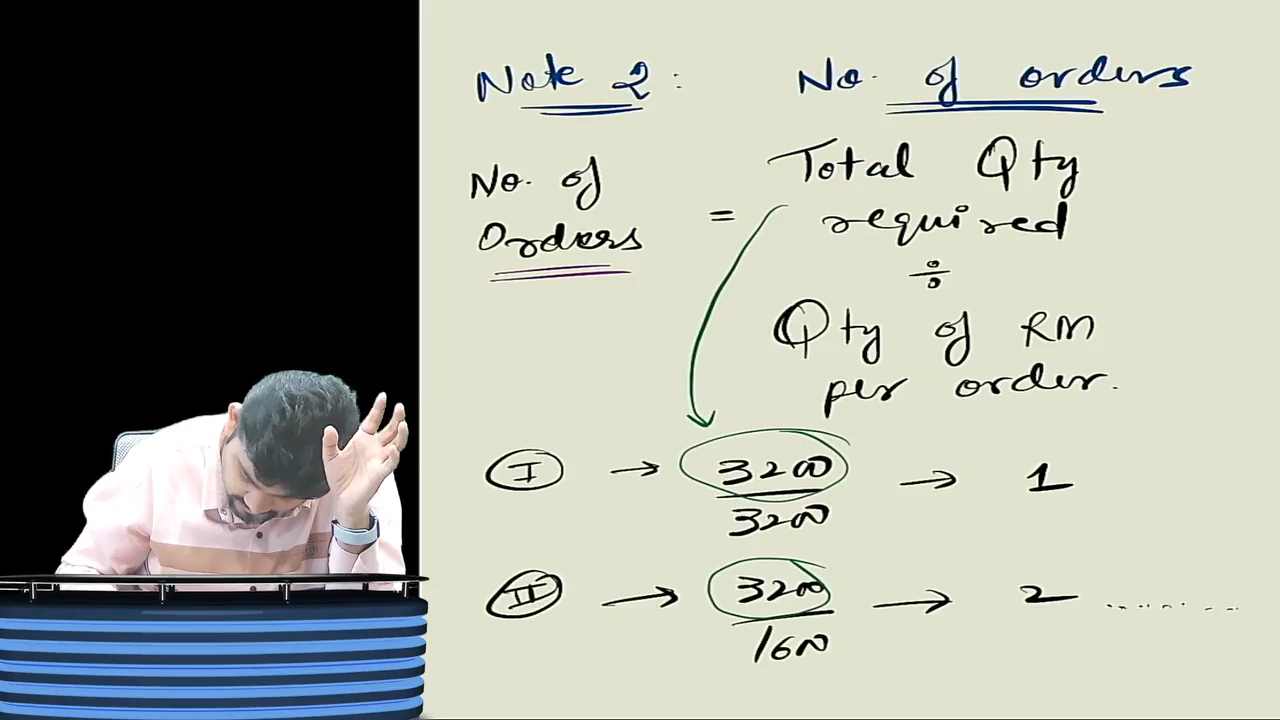 Note 2: No. of orders
No. of Orders = Total Qty required ÷ Qty of RM per order.
I → 3200 / 3200 → 1
II → 3200 / 1600 → 2 ..........